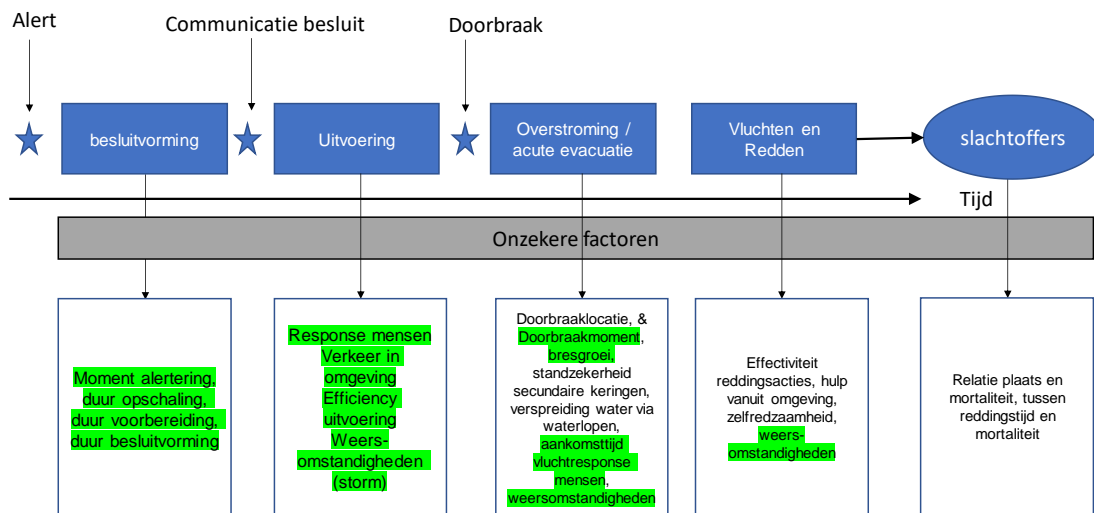 Alert
Communicatie besluit
Doorbraak
besluitvorming
Uitvoering
Overstroming /
acute evacuatie
Vluchten en
Redden
slachtoffers
Tijd
Onzekere factoren
Moment alertering,
duur opschaling,
duur voorbereiding,
duur besluitvorming
Response mensen
Verkeer in
omgeving
Efficiency
uitvoering
Weers-
omstandigheden
(storm)
Doorbraaklocatie, &
Doorbraakmoment,
bresgroei,
standzekerheid
secundaire keringen,
verspreiding water via
waterlopen,
aankomsttijd
vluchtresponse
mensen,
weersomstandigheden
Effectiviteit
reddingsacties, hulp
vanuit omgeving,
zelfredzaamheid,
weers-
omstandigheden
Relatie plaats en
mortaliteit, tussen
reddingstijd en
mortaliteit